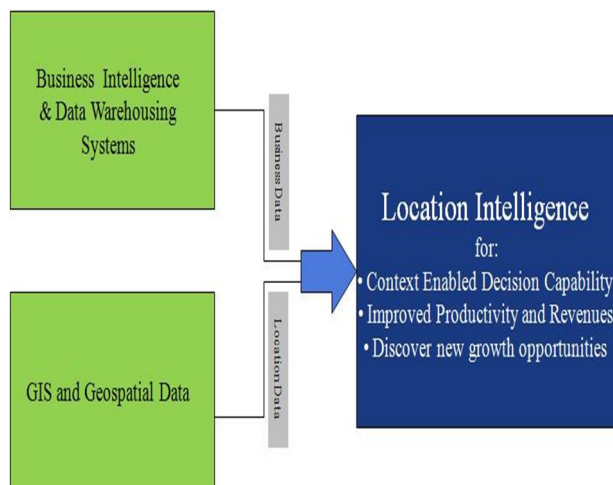 Business Intelligence
& Data Warehousing
Systems
Business Data
Location Intelligence
for:
• Context Enabled Decision Capability
• Improved Productivity and Revenues
• Discover new growth opportunities
GIS and Geospatial Data
Location Data